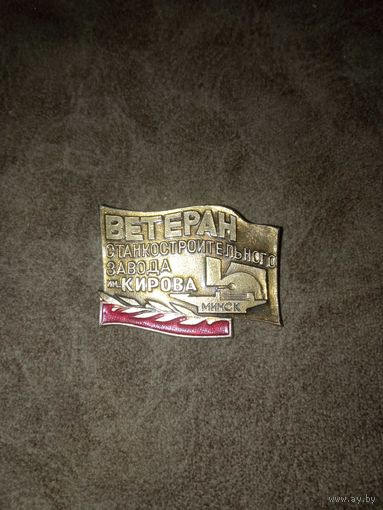 ВЕТЕРАН
СТАНКОСТРОИТЕЛЬНОГО
ЗАВОДА
им. КИРОВА
МИНСК
www.ay.by